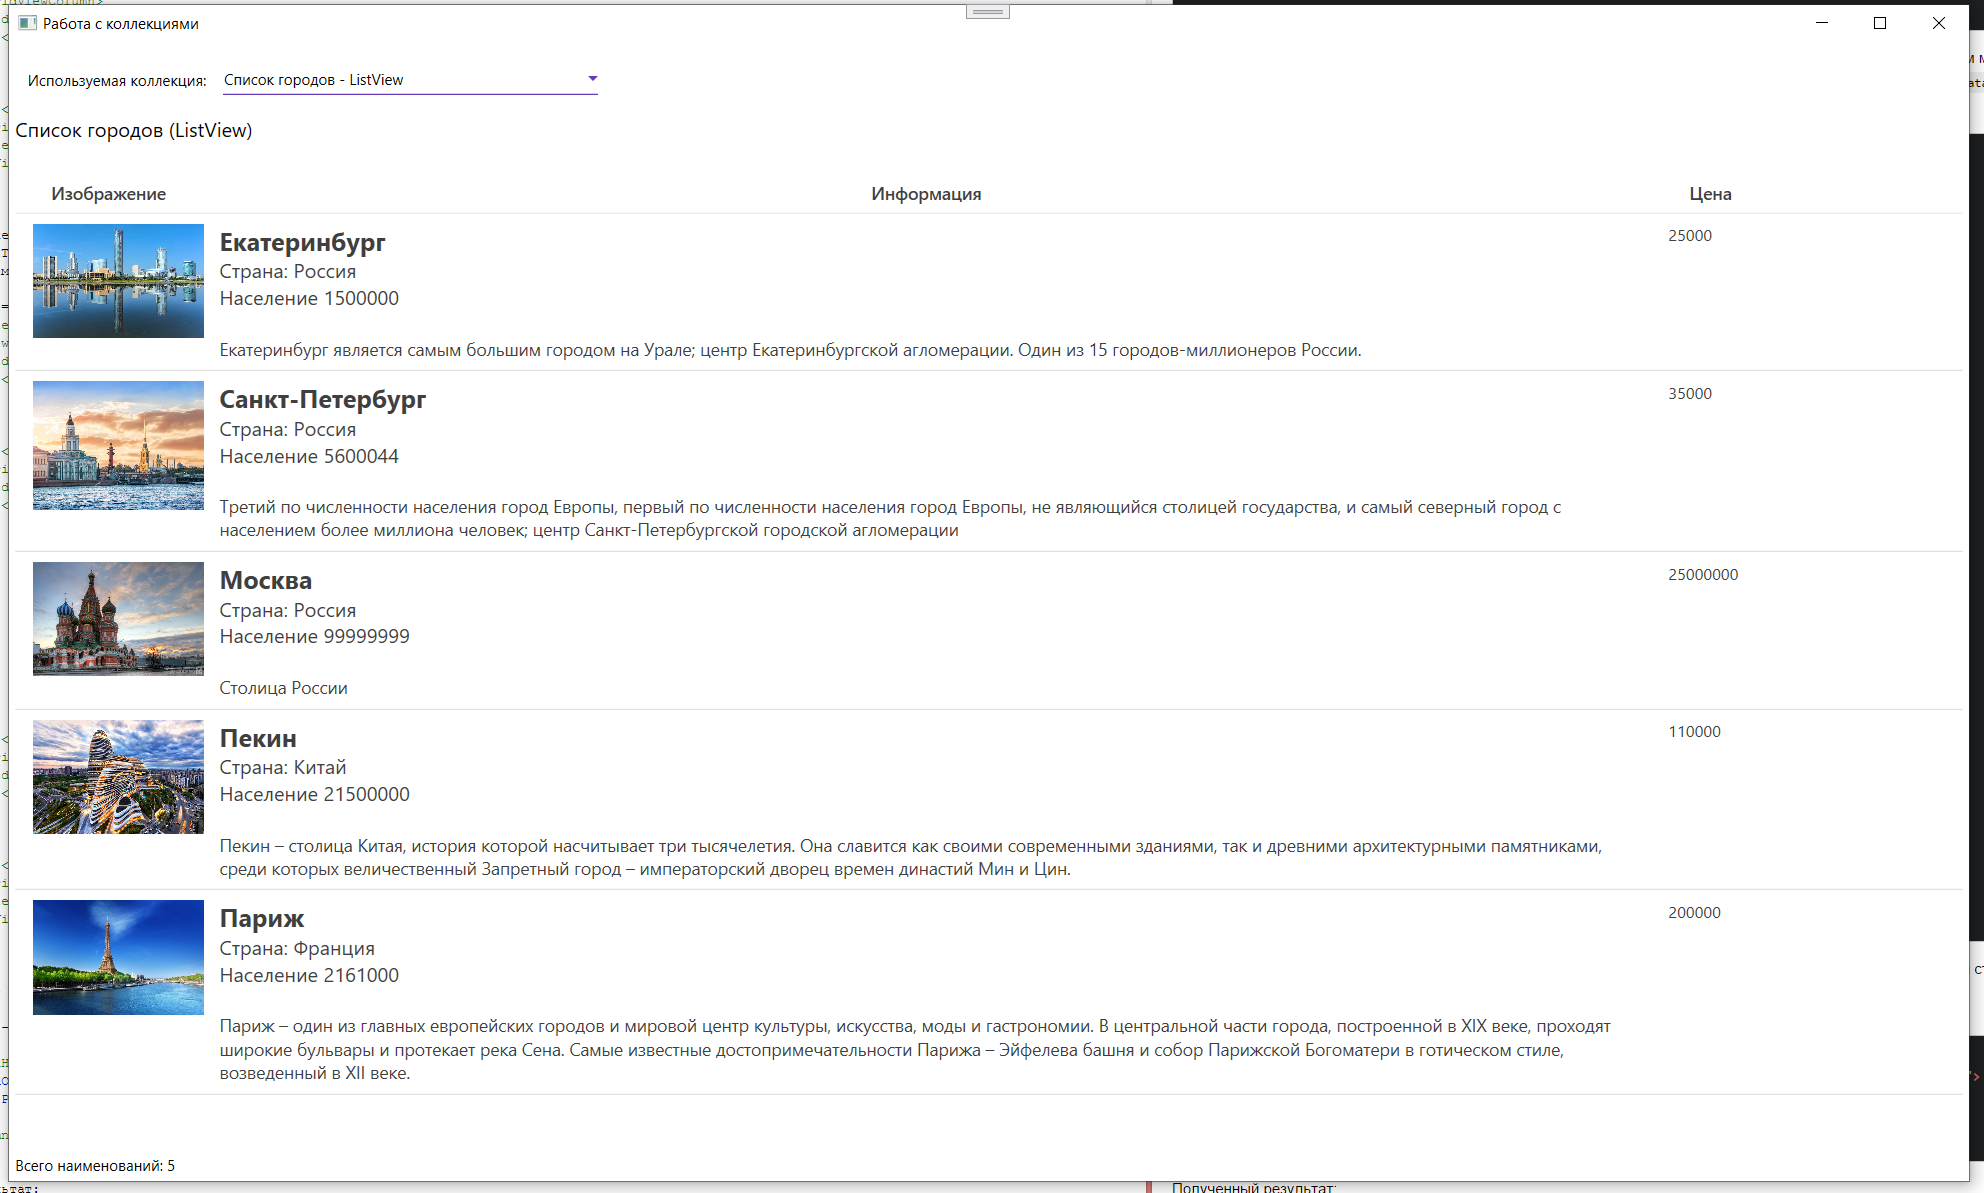 Работа с коллекциями
Используемая коллекция: Список городов - ListView
Список городов (ListView)
Изображение Информация Цена
Екатеринбург 25000
Страна: Россия
Население 1500000
Екатеринбург является самым большим городом на Урале; центр Екатеринбургской агломерации. Один из 15 городов-миллионеров России.
Санкт-Петербург 35000
Страна: Россия
Население 5600044
Третий по численности населения город Европы, первый по численности населения город Европы, не являющийся столицей государства, и самый северный город с
населением более миллиона человек; центр Санкт-Петербургской городской агломерации
Москва 25000000
Страна: Россия
Население 99999999
Столица России
Пекин 110000
Страна: Китай
Население 21500000
Пекин – столица Китая, история которой насчитывает три тысячелетия. Она славится как своими современными зданиями, так и древними архитектурными памятниками,
среди которых величественный Запретный город – императорский дворец времен династий Мин и Цин.
Париж 200000
Страна: Франция
Население 2161000
Париж – один из главных европейских городов и мировой центр культуры, искусства, моды и гастрономии. В центральной части города, построенной в XIX веке, проходят
широкие бульвары и протекает река Сена. Самые известные достопримечательности Парижа – Эйфелева башня и собор Парижской Богоматери в готическом стиле,
возведенный в XII веке.
Всего наименований: 5
Полученный результат: